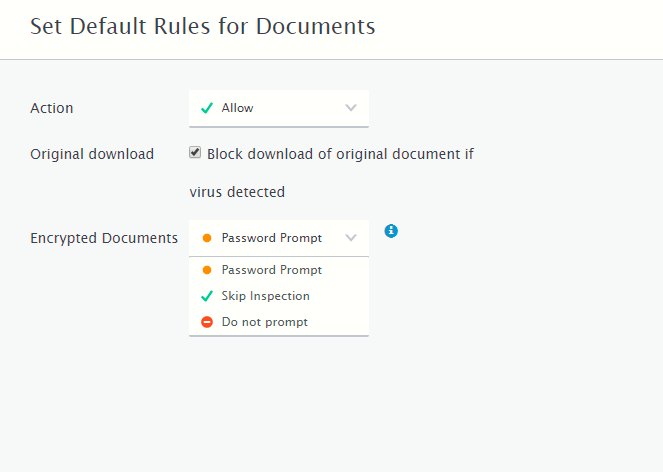 Set Default Rules for Documents
Action
Allow
Original download
Block download of original document if
virus detected
Encrypted Documents
Password Prompt
Password Prompt
Skip Inspection
Do not prompt